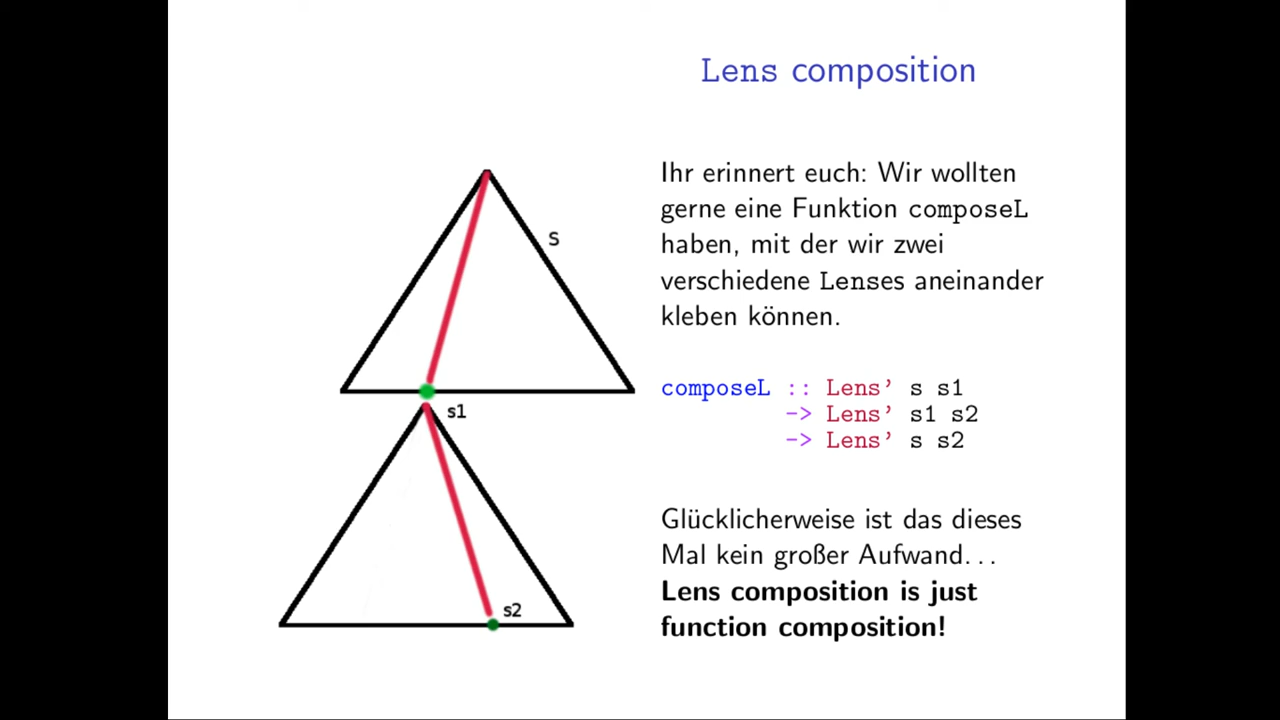 Lens composition
S
s1
s2
Ihr erinnert euch: Wir wollten
gerne eine Funktion composeL
haben, mit der wir zwei
verschiedene Lenses aneinander
kleben können.
composeL :: Lens’ s s1
-> Lens’ s1 s2
-> Lens’ s s2
Glücklicherweise ist das dieses
Mal kein großer Aufwand...
Lens composition is just
function composition!